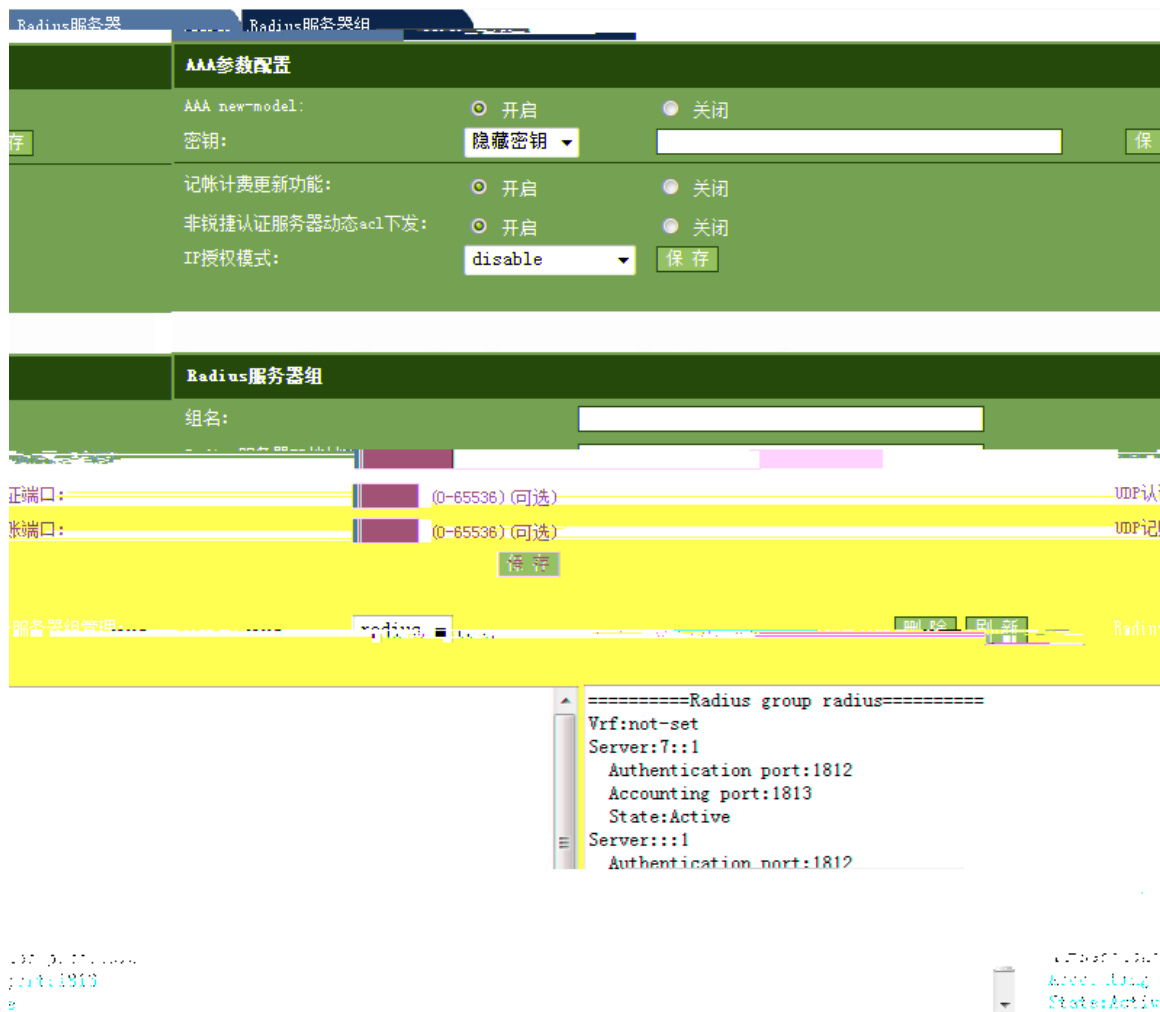 Radius服务器 Radius服务器组
AAA参数配置
AAA new-model: 开启 关闭
存 密钥: 隐藏密钥 保
记帐计费更新功能: 开启 关闭
非锐捷认证服务器动态acl下发: 开启 关闭
IP授权模式: disable 保 存
Radius服务器组
组名:
证端口: (0-65536)(可选) UDP认
账端口: (0-65536)(可选) UDP记
保 存
服务器组管理: radius 删 除 刷 新 Radiu
==========Radius group radius==========
Vrf:not-set
Server:7::1
Authentication port:1812
Accounting port:1813
State:Active
Server:::1
Authentication port:1812
port:1813 Accounting
State:Activ